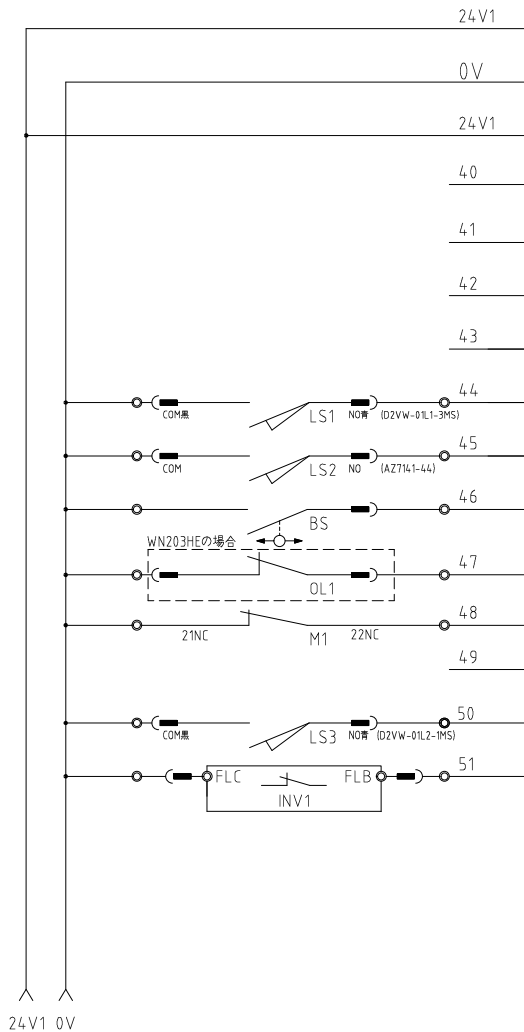 24V1
0V
24V1
40
41
42
43
44
COM黒 LS1 NO青 (D2VW-01L1-3MS)
45
COM LS2 NO (AZ7141-44)
46
BS
WN203HEの場合
47
OL1
48
21NC M1 22NC
49
50
COM黒 LS3 NO青 (D2VW-01L2-1MS)
51
FLC FLB
INV1
24V1 0V